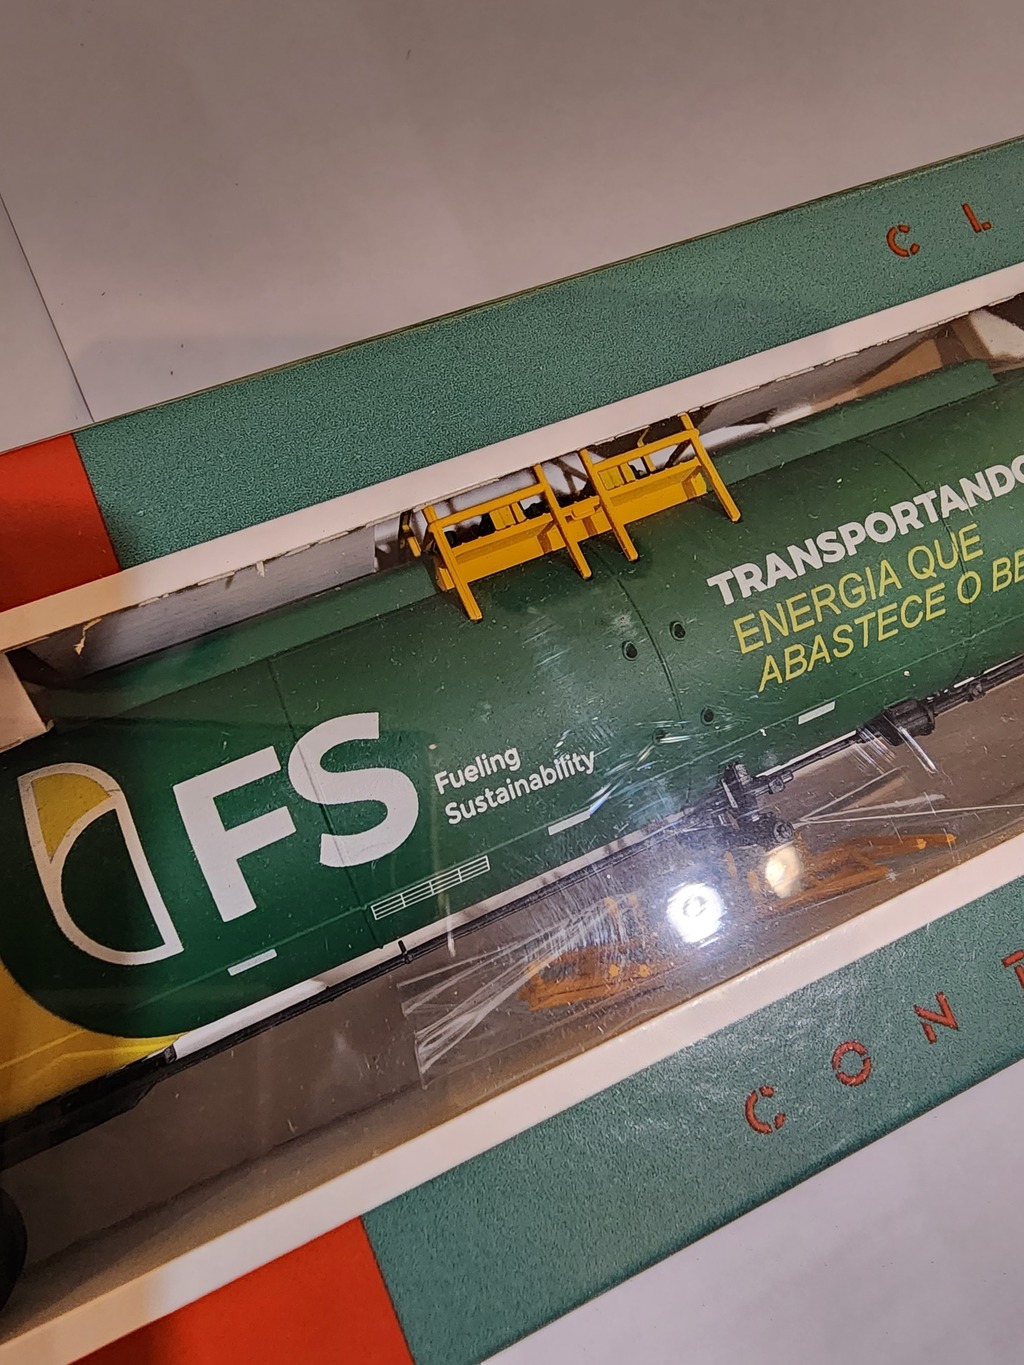 C L
TRANSPORTANDO
ENERGIA QUE
ABASTECE O
FS
Fueling
Sustainability
C O N